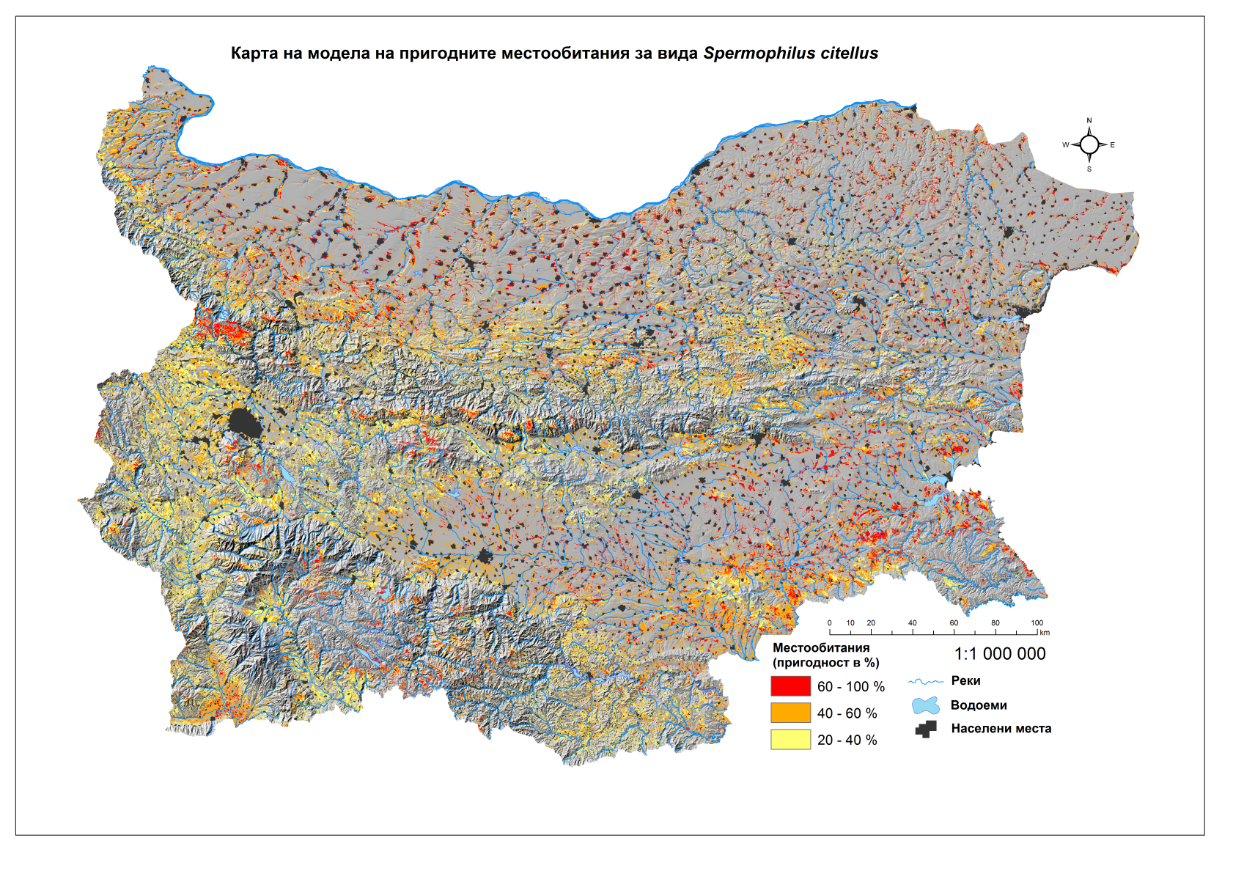 Карта на модела на пригодните местообитания за вида Spermophilus citellus
N
W E
S
0 10 20 40 60 80 100
km
1:1 000 000
Местообитания
(пригодност в %)
60 - 100 %
40 - 60 %
20 - 40 %
Реки
Водоеми
Населени места